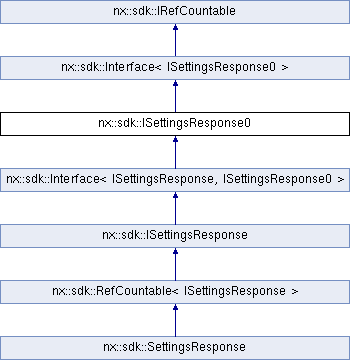 nx::sdk::IRefCountable
nx::sdk::Interface< ISettingsResponse0 >
nx::sdk::ISettingsResponse0
nx::sdk::Interface< ISettingsResponse, ISettingsResponse0 >
nx::sdk::ISettingsResponse
nx::sdk::RefCountable< ISettingsResponse >
nx::sdk::SettingsResponse